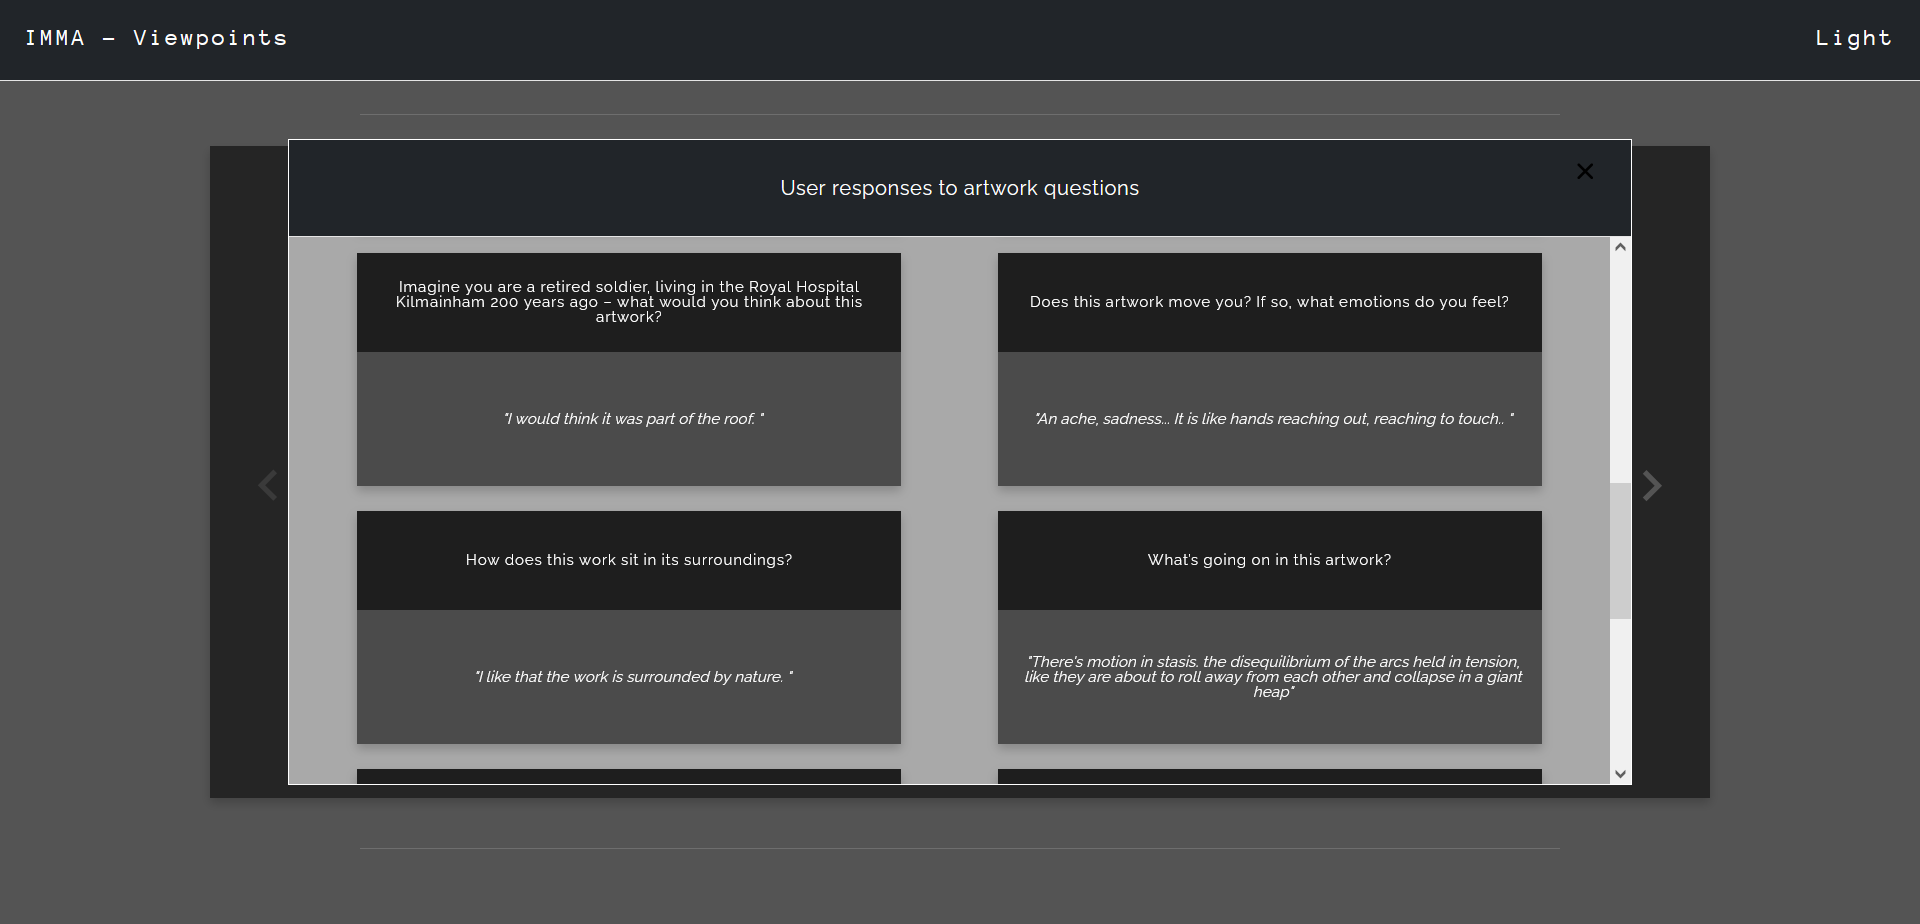 IMMA - Viewpoints
Light
User responses to artwork questions
Imagine you are a retired soldier, living in the Royal Hospital
Kilmainham 200 years ago – what would you think about this
artwork?
"I would think it was part of the roof. "
Does this artwork move you? If so, what emotions do you feel?
"An ache, sadness... It is like hands reaching out, reaching to touch.. "
How does this work sit in its surroundings?
"I like that the work is surrounded by nature. "
What's going on in this artwork?
"There's motion in stasis. the disequilibrium of the arcs held in tension,
like they are about to roll away from each other and collapse in a giant
heap"